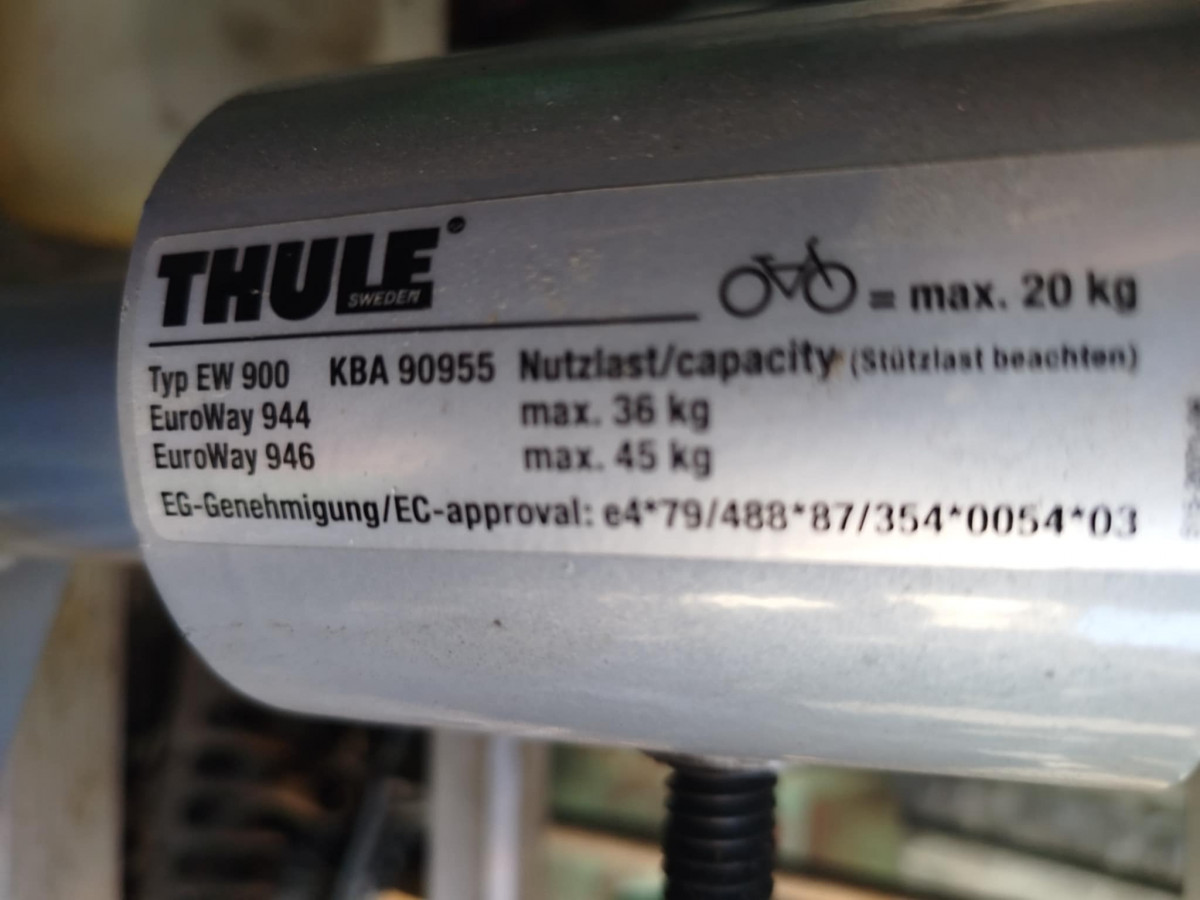 THULE
SWEDEN
= max. 20 kg
Typ EW 900 KBA 90955 Nutzlast/capacity (Stützlast beachten)
EuroWay 944 max. 36 kg
EuroWay 946 max. 45 kg
EG-Genehmigung/EC-approval: e4*79/488*87/354*0054*03